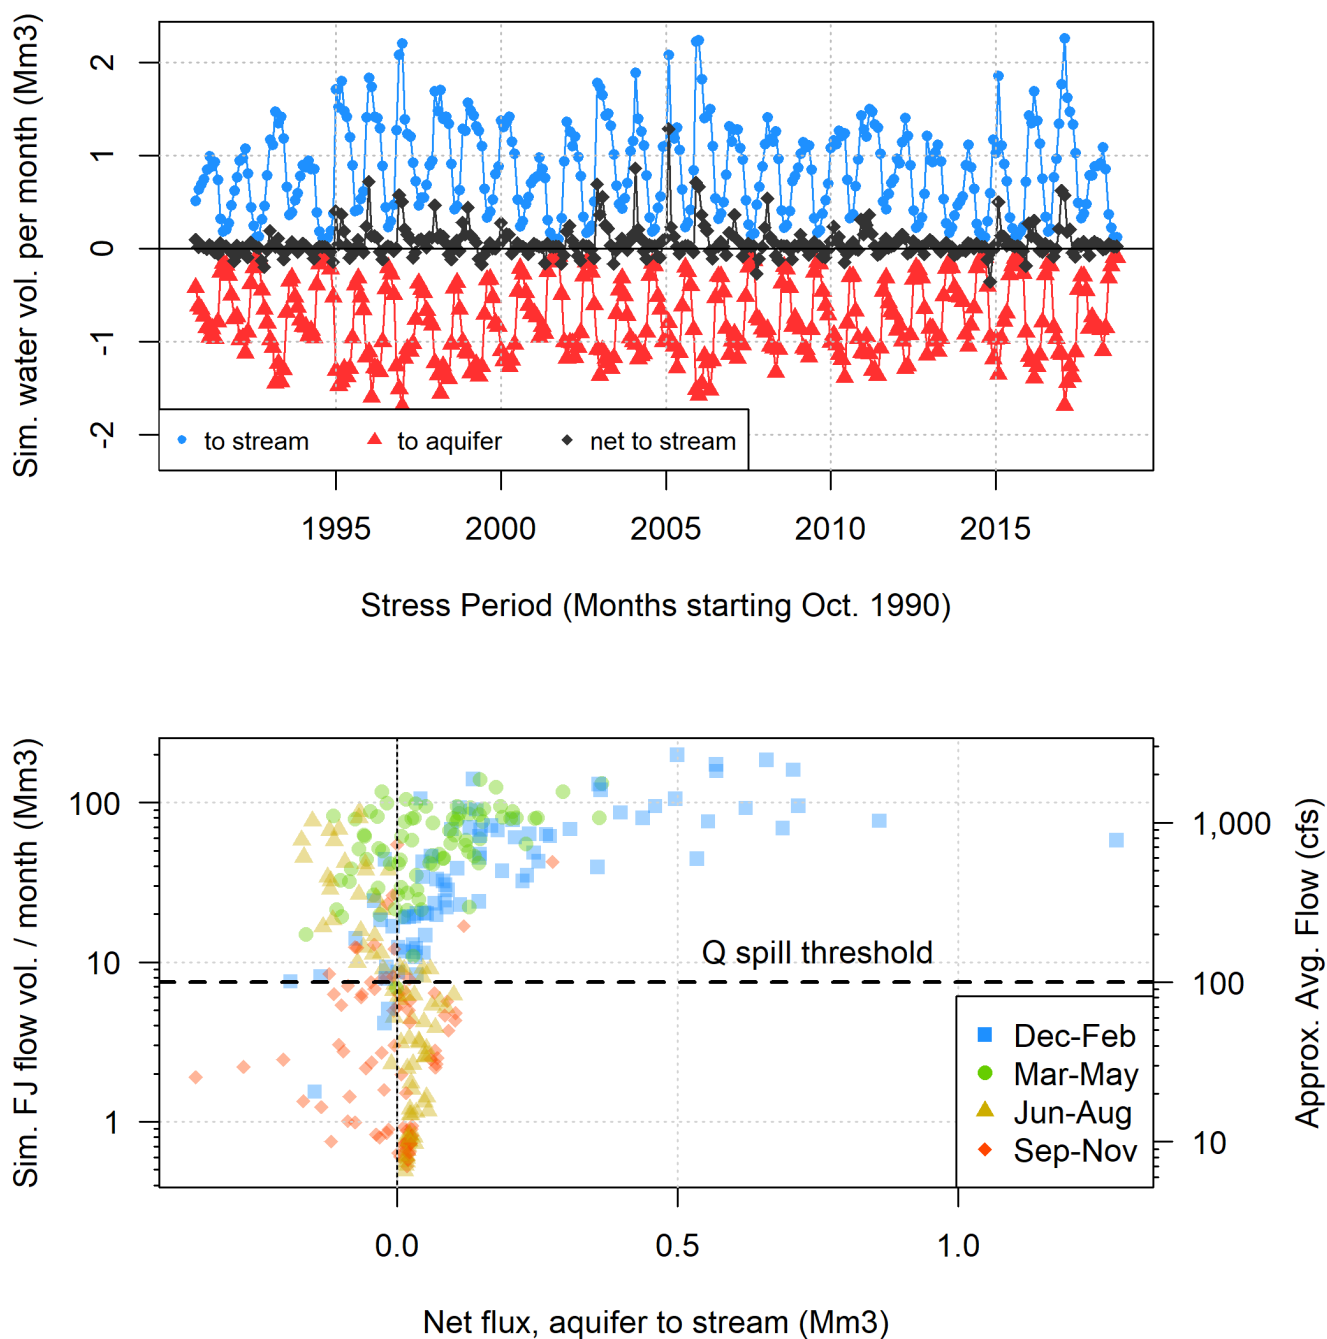 Sim. water vol. per month (Mm3)
2
1
0
-1
-2
to stream
to aquifer
net to stream
1995
2000
2005
2010
2015
Stress Period (Months starting Oct. 1990)
Sim. FJ flow vol. / month (Mm3)
100
10
1
Q spill threshold
1,000
100
10
Approx. Avg. Flow (cfs)
Dec-Feb
Mar-May
Jun-Aug
Sep-Nov
0.0
0.5
1.0
Net flux, aquifer to stream (Mm3)